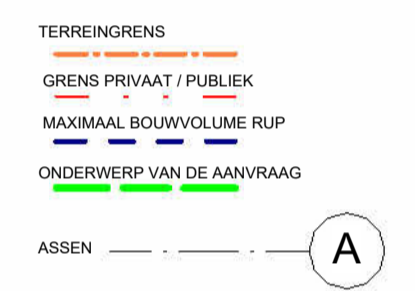 TERREINGRENS
GRENS PRIVAAT / PUBLIEK
MAXIMAAL BOUWVOLUME RUP
ONDERWERP VAN DE AANVRAAG
ASSEN A